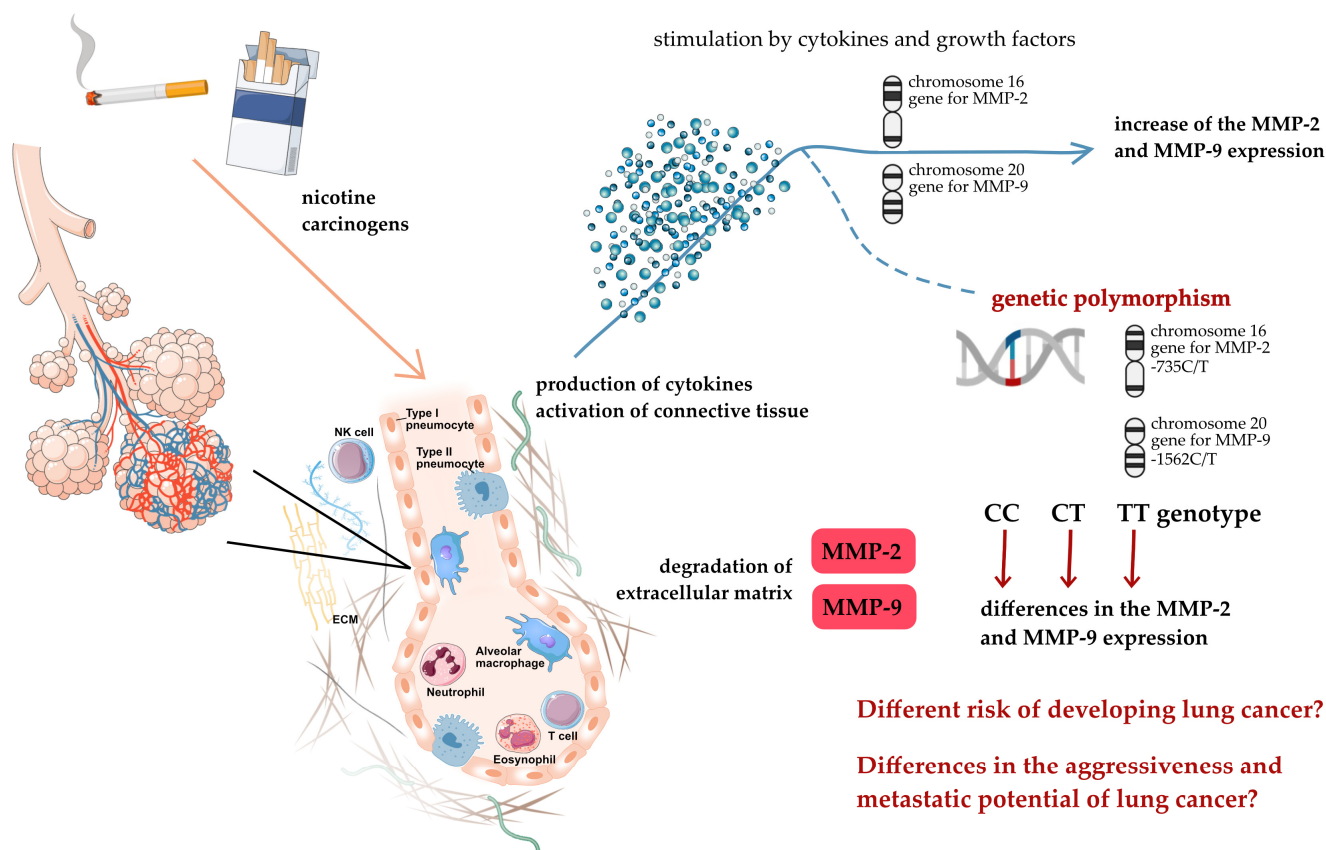 stimulation by cytokines and growth factors
chromosome 16
gene for MMP-2
increase of the MMP-2
and MMP-9 expression
chromosome 20
gene for MMP-9
nicotine
carcinogens
genetic polymorphism
chromosome 16
gene for MMP-2
-735C/T
production of cytokines
activation of connective tissue
chromosome 20
gene for MMP-9
-1562C/T
Type I
pneumocyte
NK cell
Type II
pneumocyte
CC CT TT genotype
degradation of
extracellular matrix
MMP-2
MMP-9
differences in the MMP-2
and MMP-9 expression
ECM
Alveolar
macrophage
Neutrophil
T cell
Eosynophil
Different risk of developing lung cancer?
Differences in the aggressiveness and
metastatic potential of lung cancer?